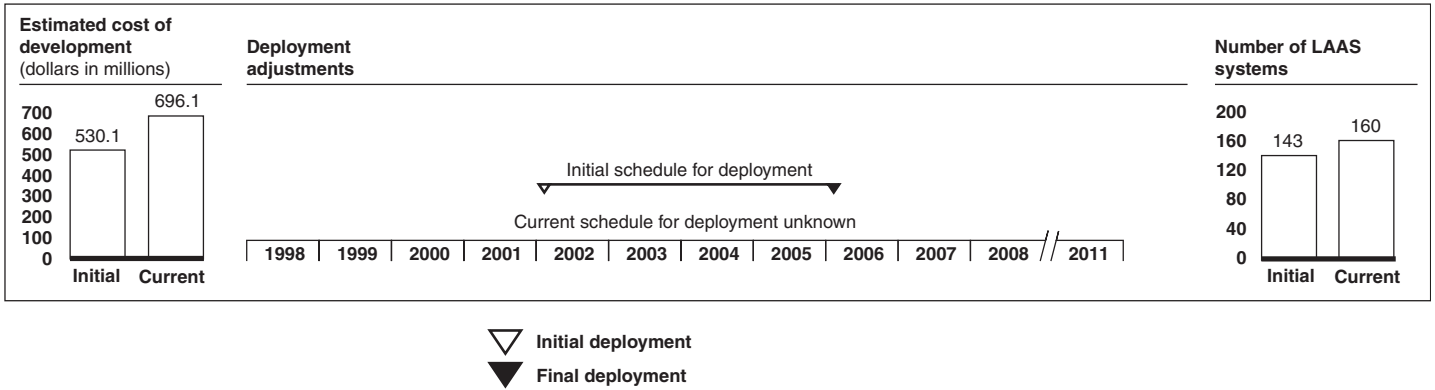 Estimated cost of
development
(dollars in millions)
700
600
500
400
300
200
100
0
530.1
696.1
Initial
Current
Deployment
adjustments
Initial schedule for deployment
Current schedule for deployment unknown
1998 1999 2000 2001 2002 2003 2004 2005 2006 2007 2008 2011
Number of LAAS
systems
200
160
120
80
40
0
143
160
Initial
Current
Initial deployment
Final deployment